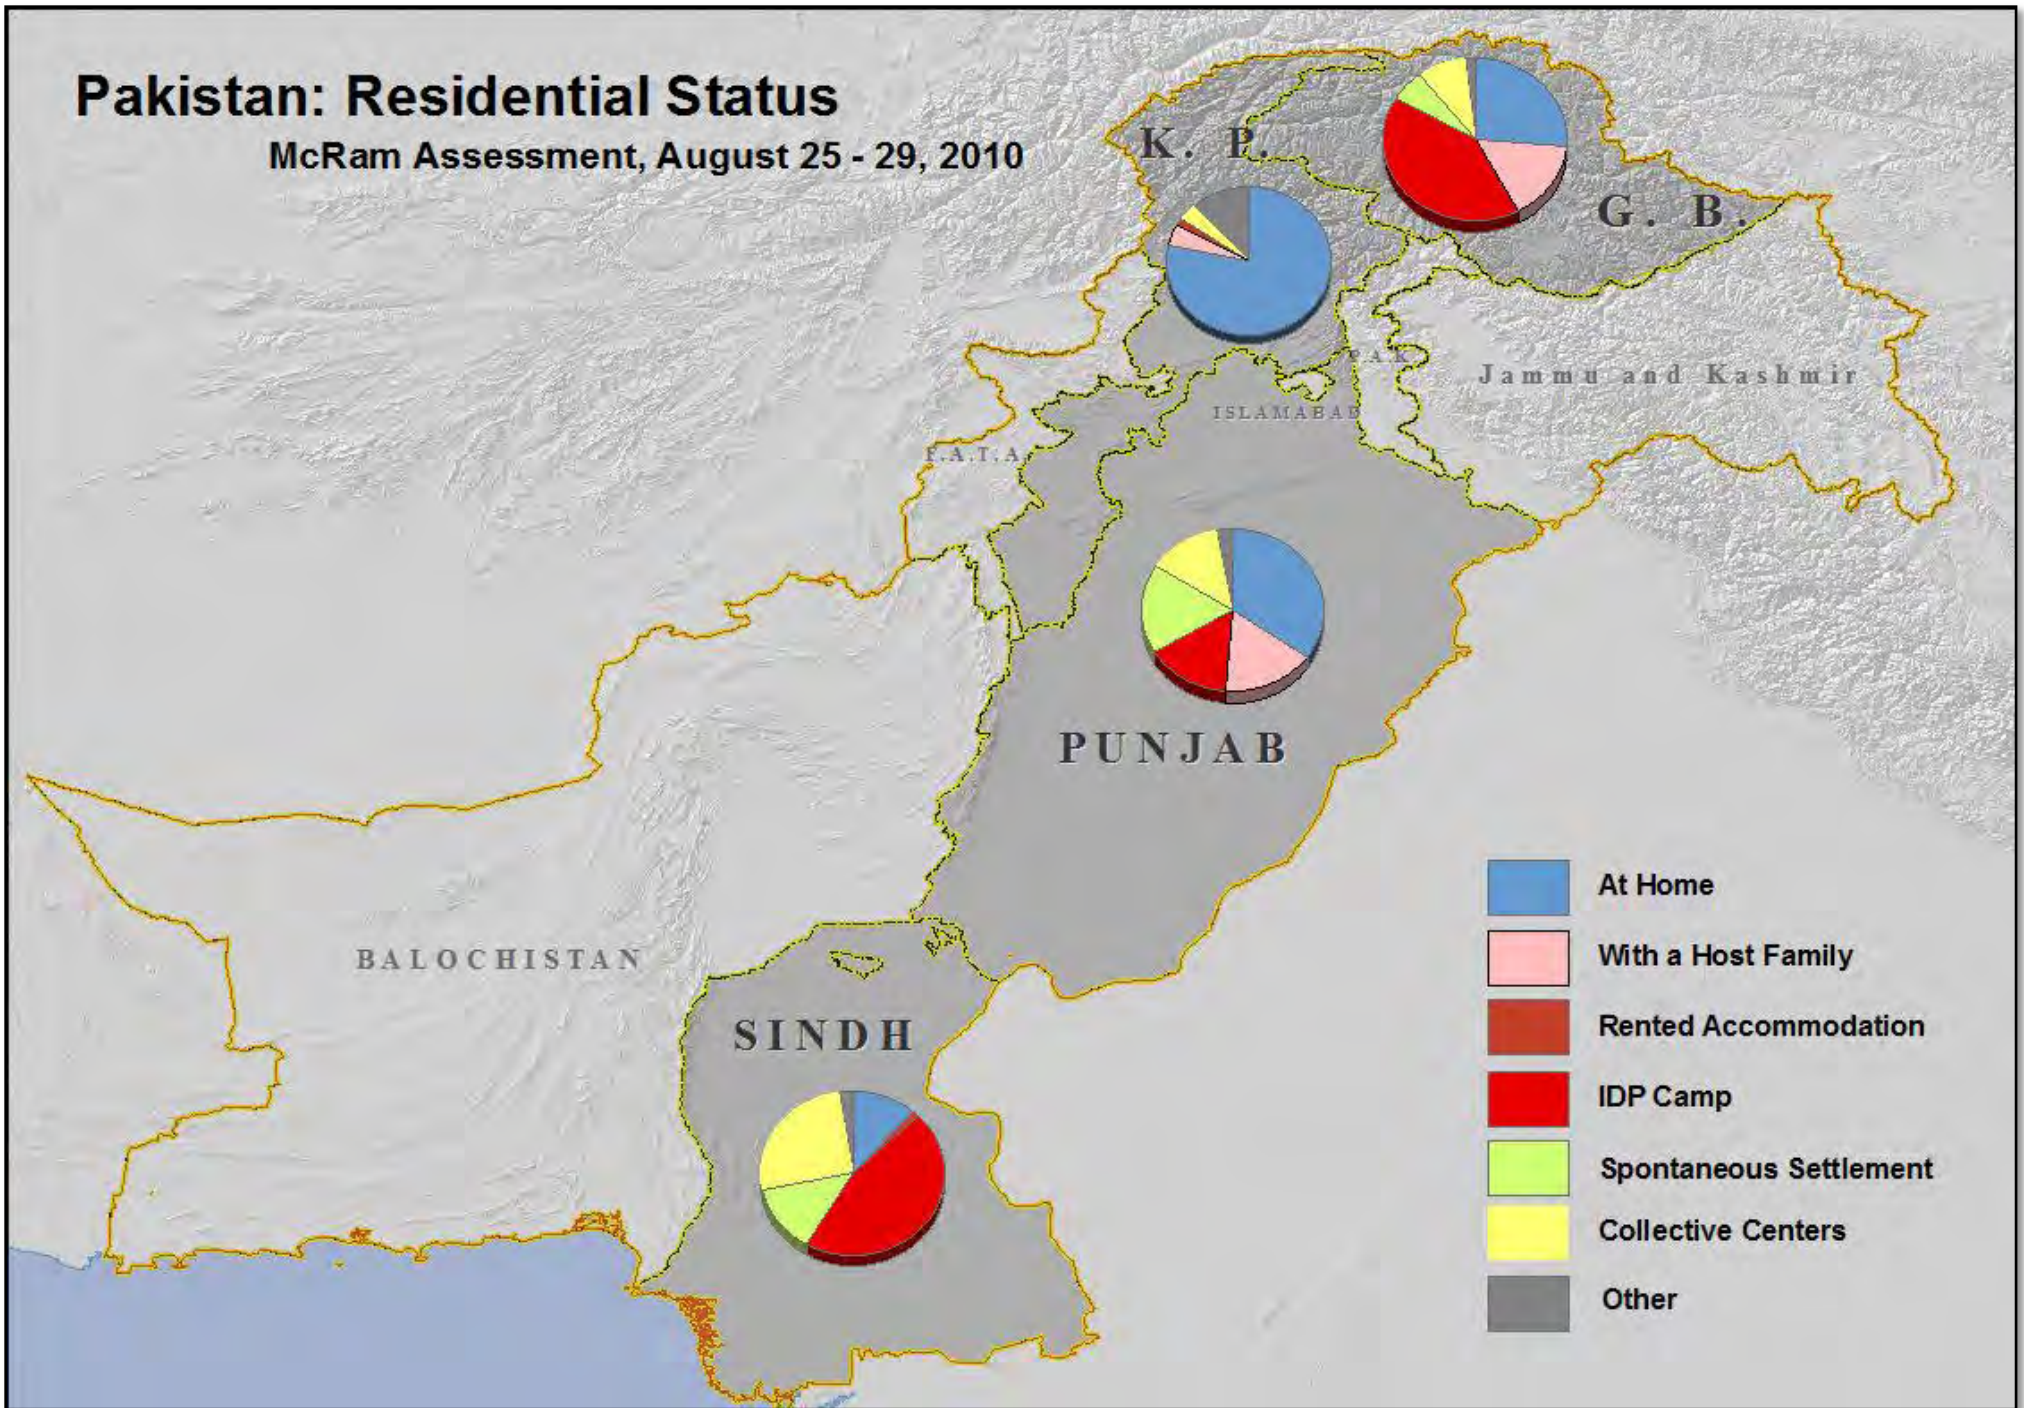 Pakistan: Residential Status
McRam Assessment, August 25 - 29, 2010
K. P.
G. B.
P.A.K
Jammu and Kashmir
ISLAMABAD
F.A.T.A.
PUNJAB
BALOCHISTAN
SINDH
At Home
With a Host Family
Rented Accommodation
IDP Camp
Spontaneous Settlement
Collective Centers
Other